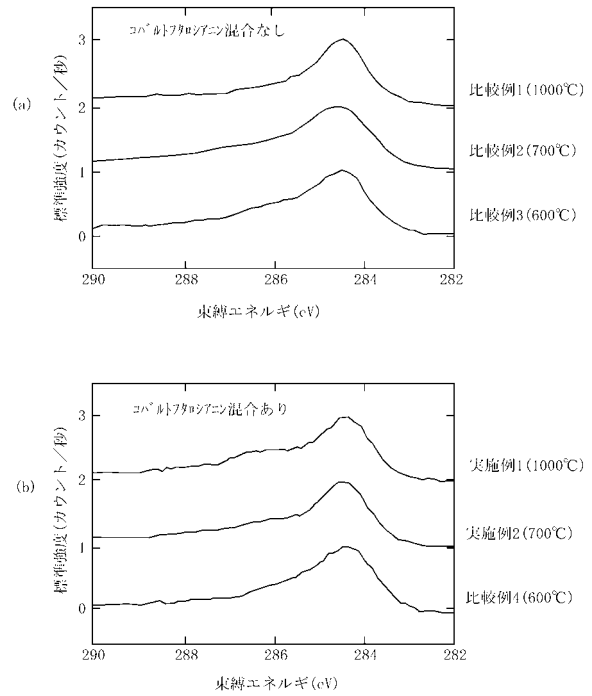 (a)
コバルトフタロシアニン混合なし
標準強度(カウント／秒)
3
2
1
0
比較例1(1000℃)
比較例2(700℃)
比較例3(600℃)
290
288
286
284
282
束縛エネルギ(eV)
(b)
コバルトフタロシアニン混合あり
標準強度(カウント／秒)
3
2
1
0
実施例1(1000℃)
実施例2(700℃)
比較例4(600℃)
290
288
286
284
282
束縛エネルギ(eV)